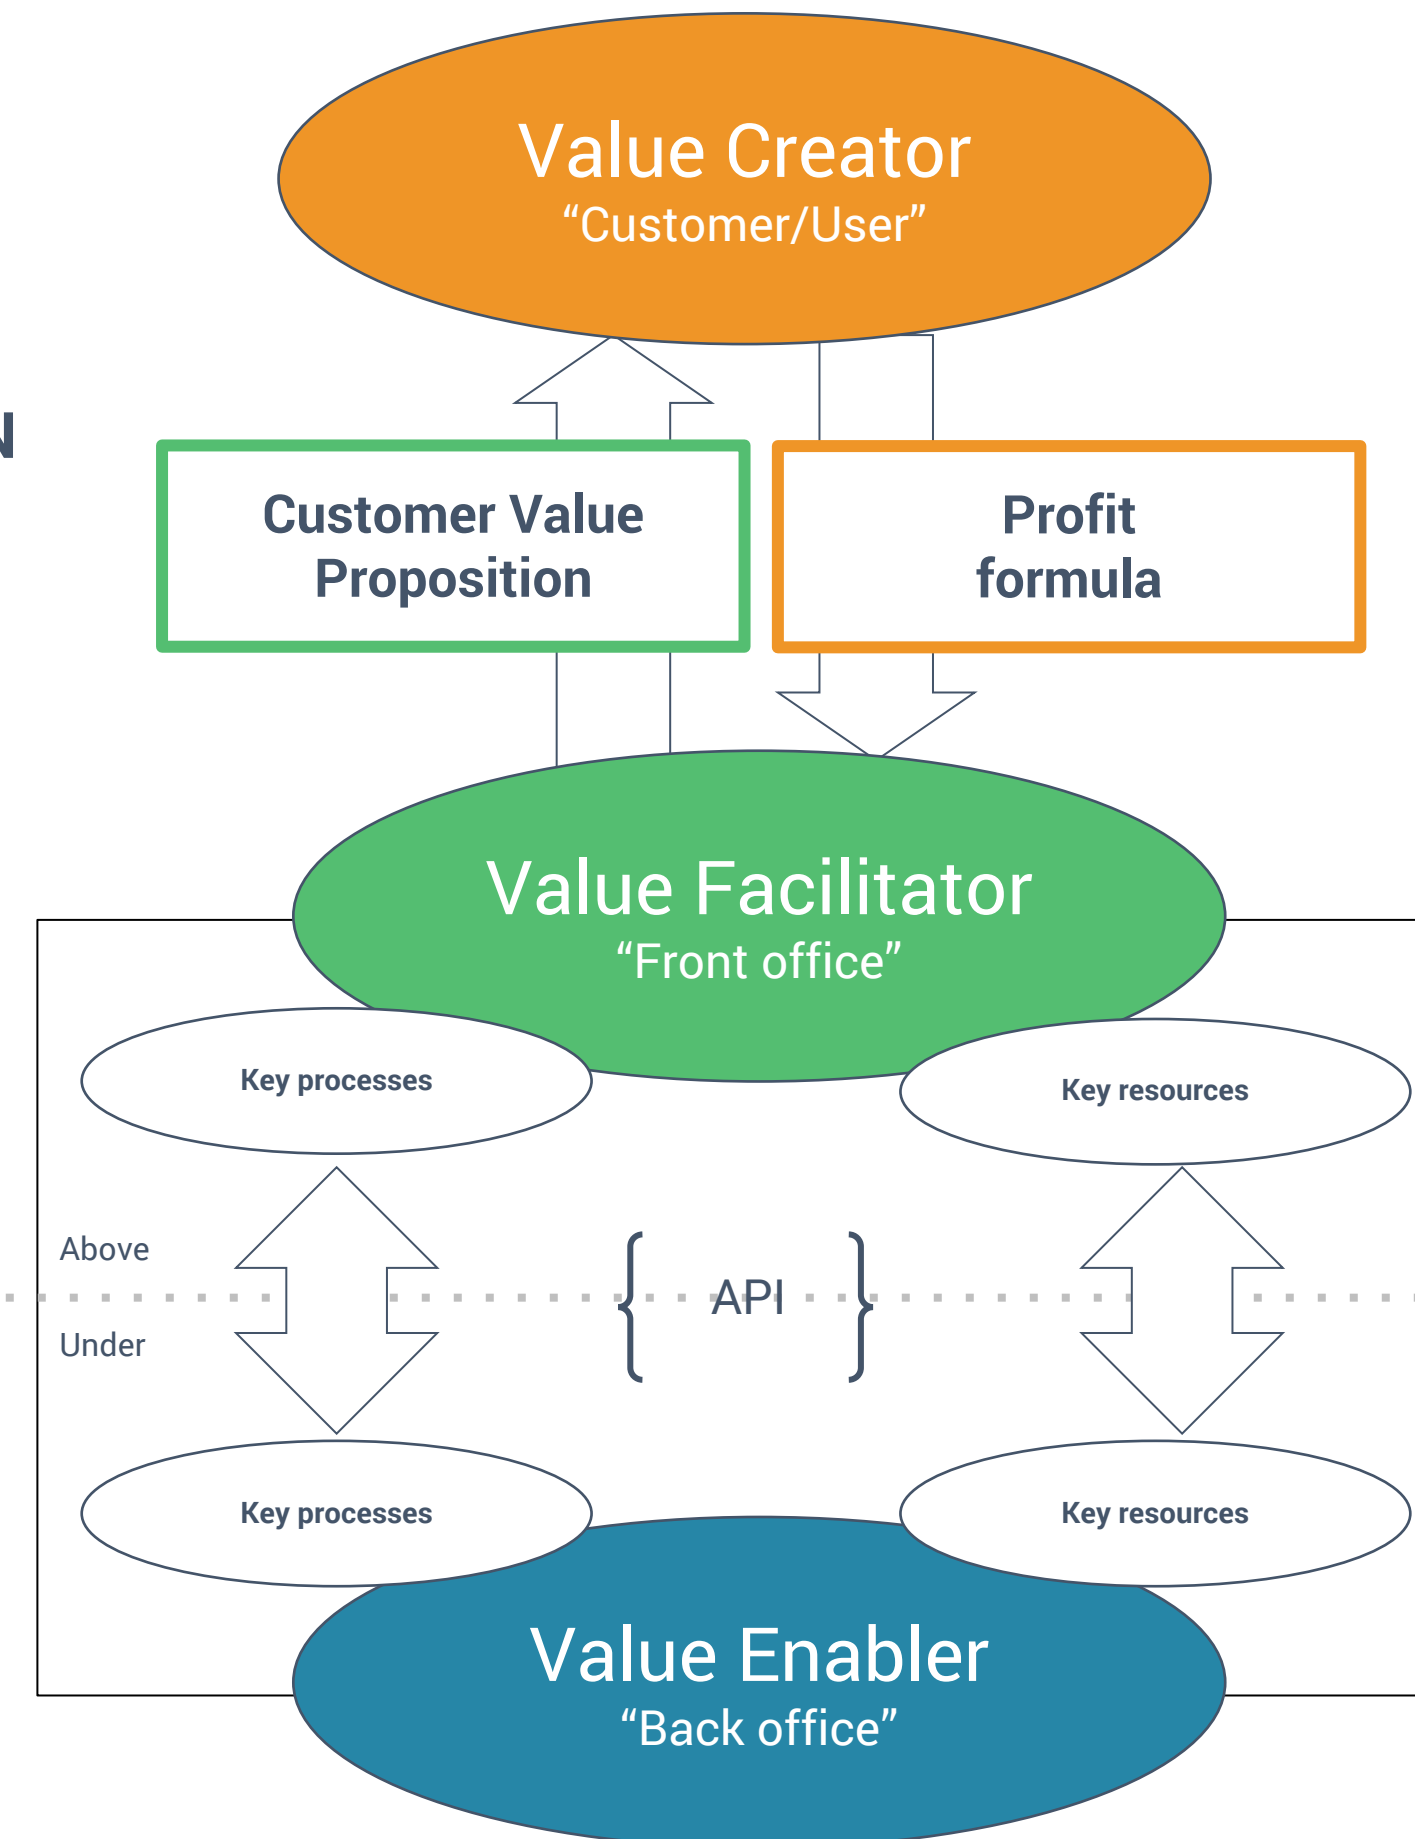 Value Creator
“Customer/User”
N
Customer Value
Proposition
Profit
formula
Value Facilitator
“Front office”
Key processes
Key resources
Above
API
Under
Key processes
Key resources
Value Enabler
“Back office”